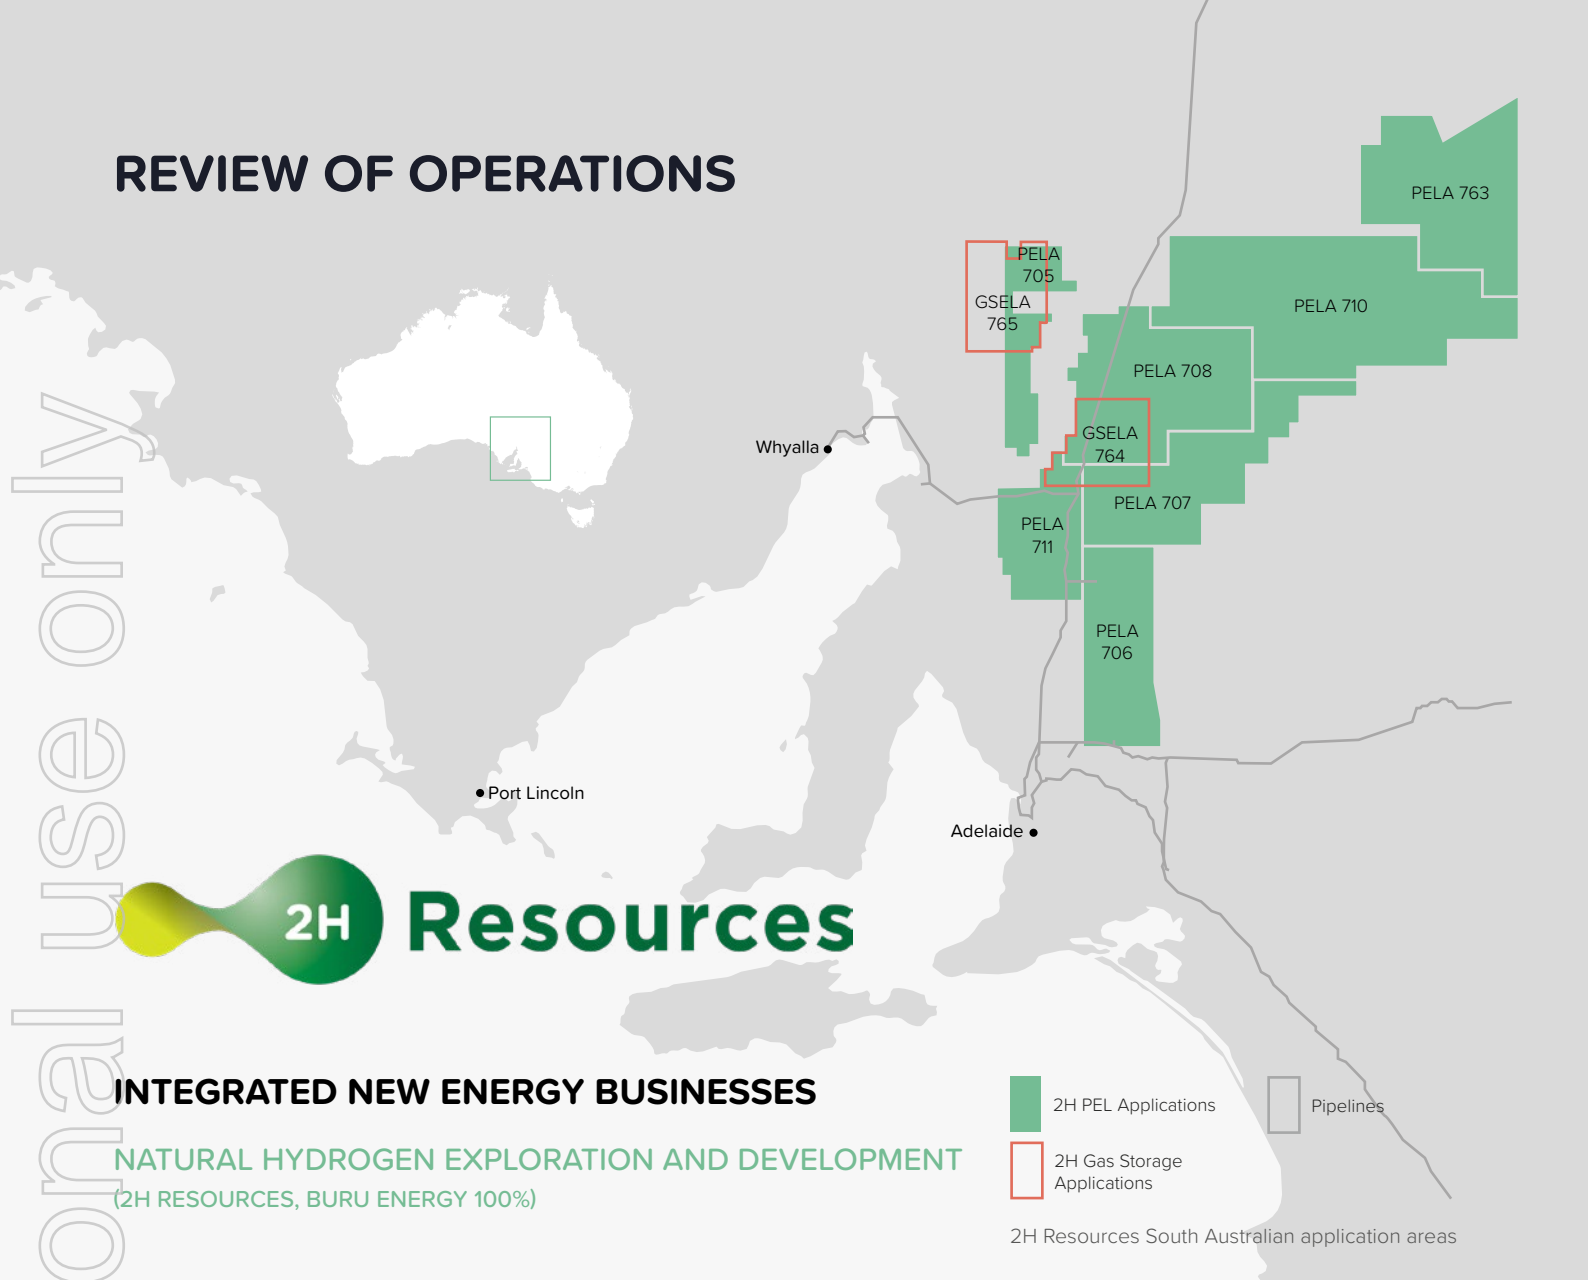 REVIEW OF OPERATIONS
PELA 763
PELA
705
GSELA
765
PELA 710
PELA 708
Whyalla
GSELA
764
PELA 707
PELA
711
PELA
706
Port Lincoln
Adelaide
2H Resources
INTEGRATED NEW ENERGY BUSINESSES
NATURAL HYDROGEN EXPLORATION AND DEVELOPMENT
(2H RESOURCES, BURU ENERGY 100%)
2H PEL Applications
Pipelines
2H Gas Storage
Applications
2H Resources South Australian application areas
onal use only